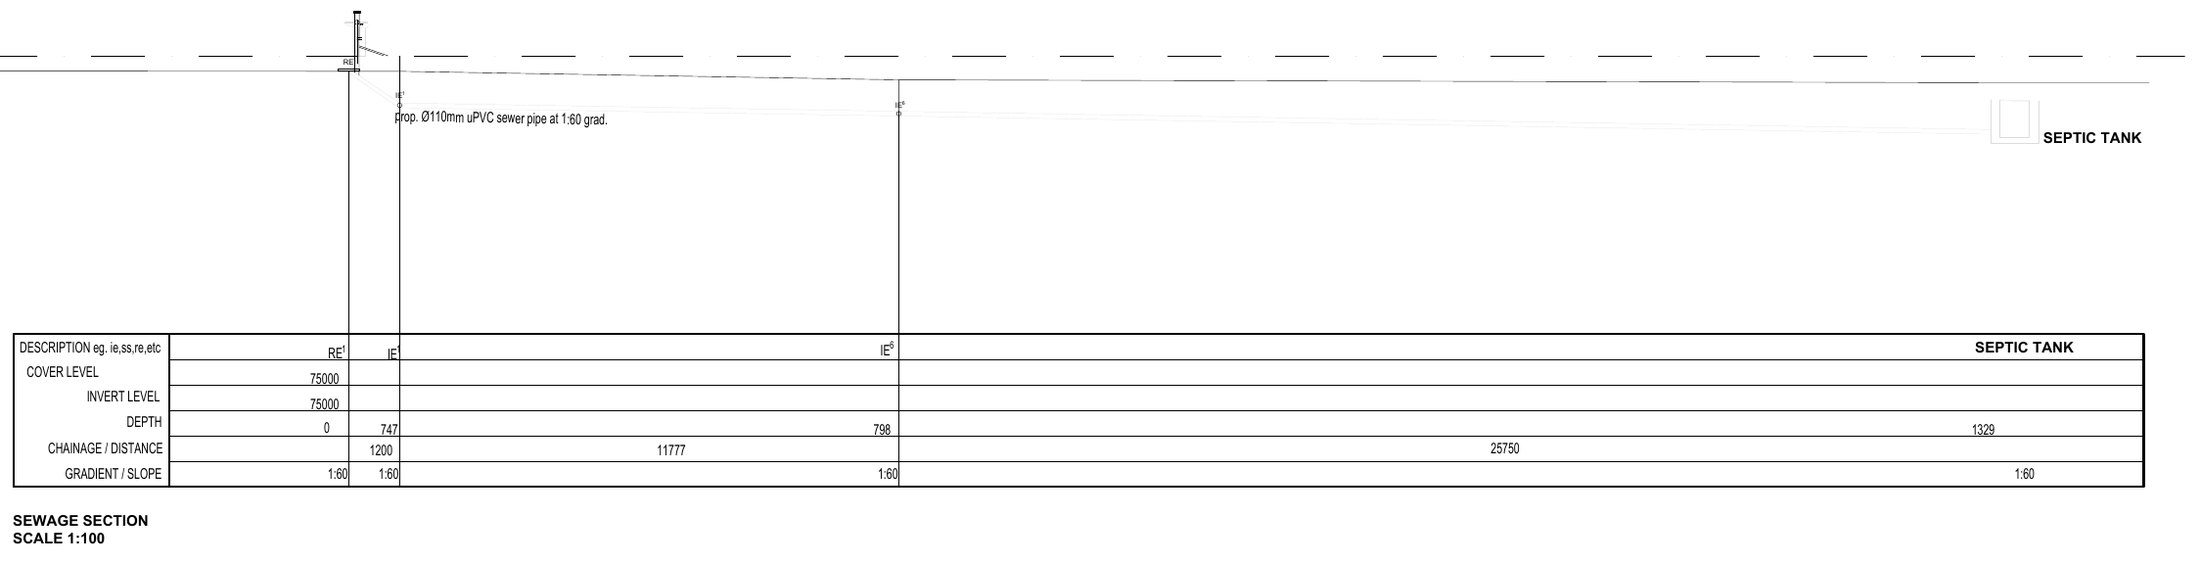 RE
IE¹
IE⁶
prop. Ø110mm uPVC sewer pipe at 1:60 grad.
SEPTIC TANK
DESCRIPTION eg. ie,ss,re,etc RE¹ IE¹ IE⁶ SEPTIC TANK
COVER LEVEL 75000
INVERT LEVEL 75000
DEPTH 0 747 798 1329
CHAINAGE / DISTANCE 1200 11777 25750
GRADIENT / SLOPE 1:60 1:60 1:60 1:60
SEWAGE SECTION
SCALE 1:100